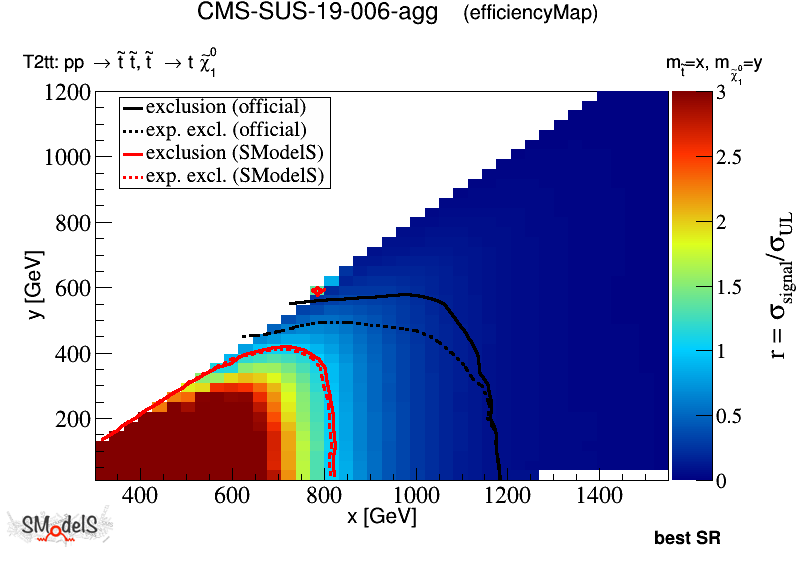 CMS-SUS-19-006-agg (efficiencyMap)
T2tt: pp → t̃ t̃, t̃ → t χ̃₁⁰
m_t̃=x, m_χ̃₁⁰=y
exclusion (official)
exp. excl. (official)
exclusion (SModelS)
exp. excl. (SModelS)
1200
1000
800
600
400
200
y [GeV]
400 600 800 1000 1200 1400
x [GeV]
3
2.5
2
1.5
1
0.5
0
r = σ_signal/σ_UL
SModelS
best SR